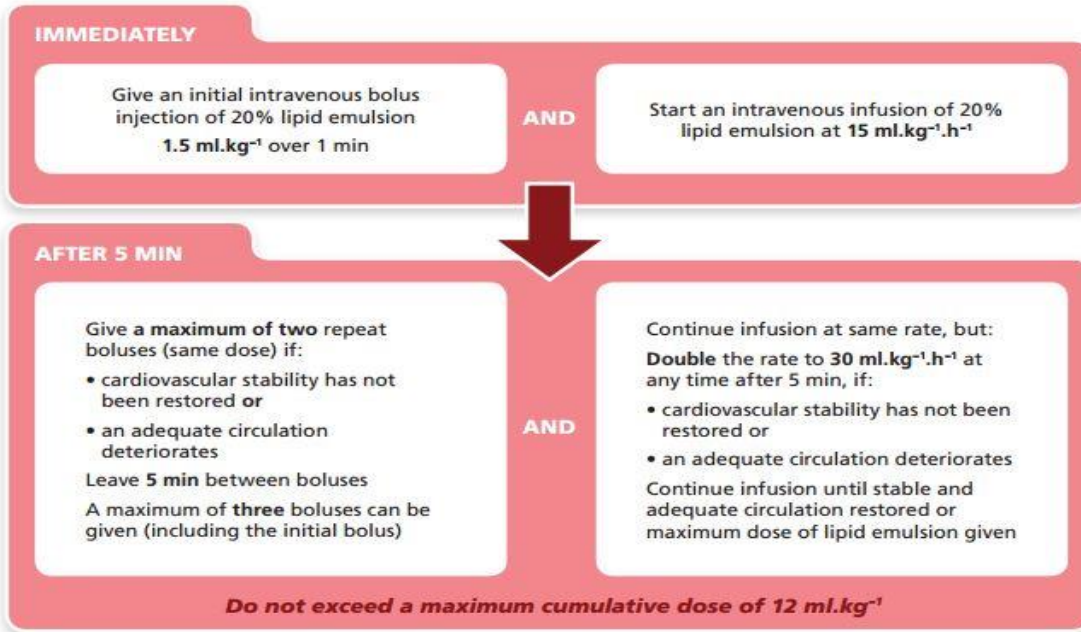 IMMEDIATELY
Give an initial intravenous bolus
injection of 20% lipid emulsion
1.5 ml.kg⁻¹ over 1 min
AND
Start an intravenous infusion of 20%
lipid emulsion at 15 ml.kg⁻¹.h⁻¹
AFTER 5 MIN
Give a maximum of two repeat
boluses (same dose) if:
• cardiovascular stability has not
been restored or
• an adequate circulation
deteriorates
Leave 5 min between boluses
A maximum of three boluses can be
given (including the initial bolus)
AND
Continue infusion at same rate, but:
Double the rate to 30 ml.kg⁻¹.h⁻¹ at
any time after 5 min, if:
• cardiovascular stability has not been
restored or
• an adequate circulation deteriorates
Continue infusion until stable and
adequate circulation restored or
maximum dose of lipid emulsion given
Do not exceed a maximum cumulative dose of 12 ml.kg⁻¹